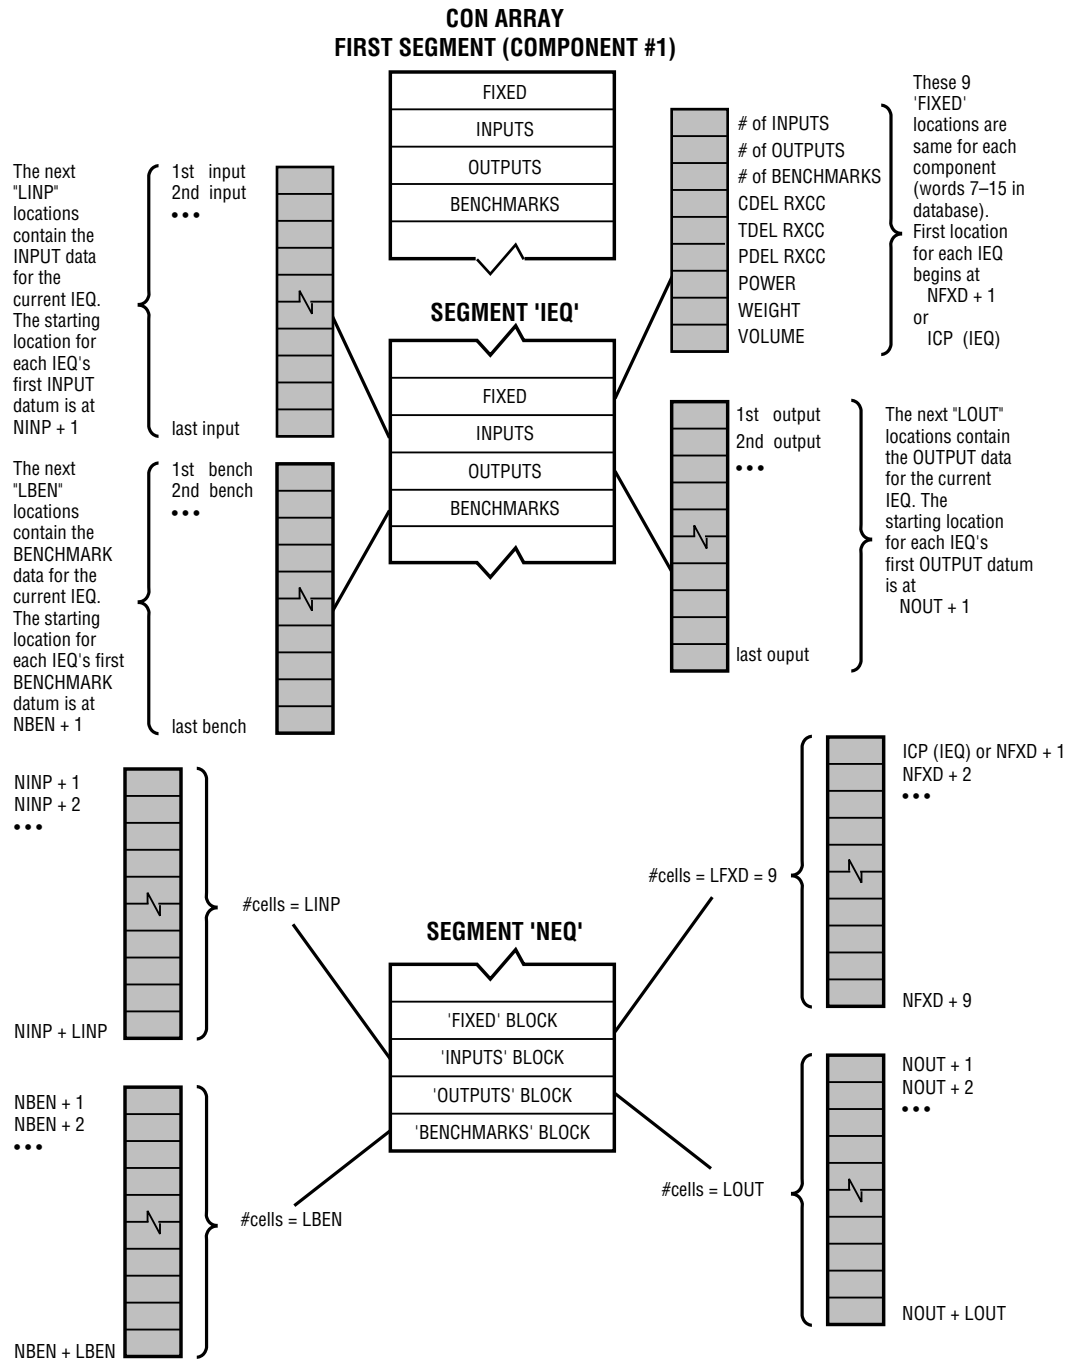 CON ARRAY
FIRST SEGMENT (COMPONENT #1)
FIXED
INPUTS
OUTPUTS
BENCHMARKS
# of INPUTS
# of OUTPUTS
# of BENCHMARKS
CDEL RXCC
TDEL RXCC
PDEL RXCC
POWER
WEIGHT
VOLUME
These 9
'FIXED'
locations are
same for each
component
(words 7–15 in
database).
First location
for each IEQ
begins at
NFXD + 1
or
ICP (IEQ)
The next
"LINP"
locations
contain the
INPUT data
for the
current IEQ.
The starting
location for
each IEQ's
first INPUT
datum is at
NINP + 1
1st input
2nd input
•••
last input
SEGMENT 'IEQ'
FIXED
INPUTS
OUTPUTS
BENCHMARKS
1st output
2nd output
•••
last ouput
The next "LOUT"
locations contain
the OUTPUT data
for the current
IEQ. The
starting location
for each IEQ's
first OUTPUT datum
is at
NOUT + 1
The next
"LBEN"
locations
contain the
BENCHMARK
data for the
current IEQ.
The starting
location for
each IEQ's first
BENCHMARK
datum is at
NBEN + 1
1st bench
2nd bench
•••
last bench
ICP (IEQ) or NFXD + 1
NFXD + 2
•••
NFXD + 9
NINP + 1
NINP + 2
•••
NINP + LINP
#cells = LINP
#cells = LFXD = 9
SEGMENT 'NEQ'
'FIXED' BLOCK
'INPUTS' BLOCK
'OUTPUTS' BLOCK
'BENCHMARKS' BLOCK
NBEN + 1
NBEN + 2
•••
NBEN + LBEN
#cells = LBEN
#cells = LOUT
NOUT + 1
NOUT + 2
•••
NOUT + LOUT